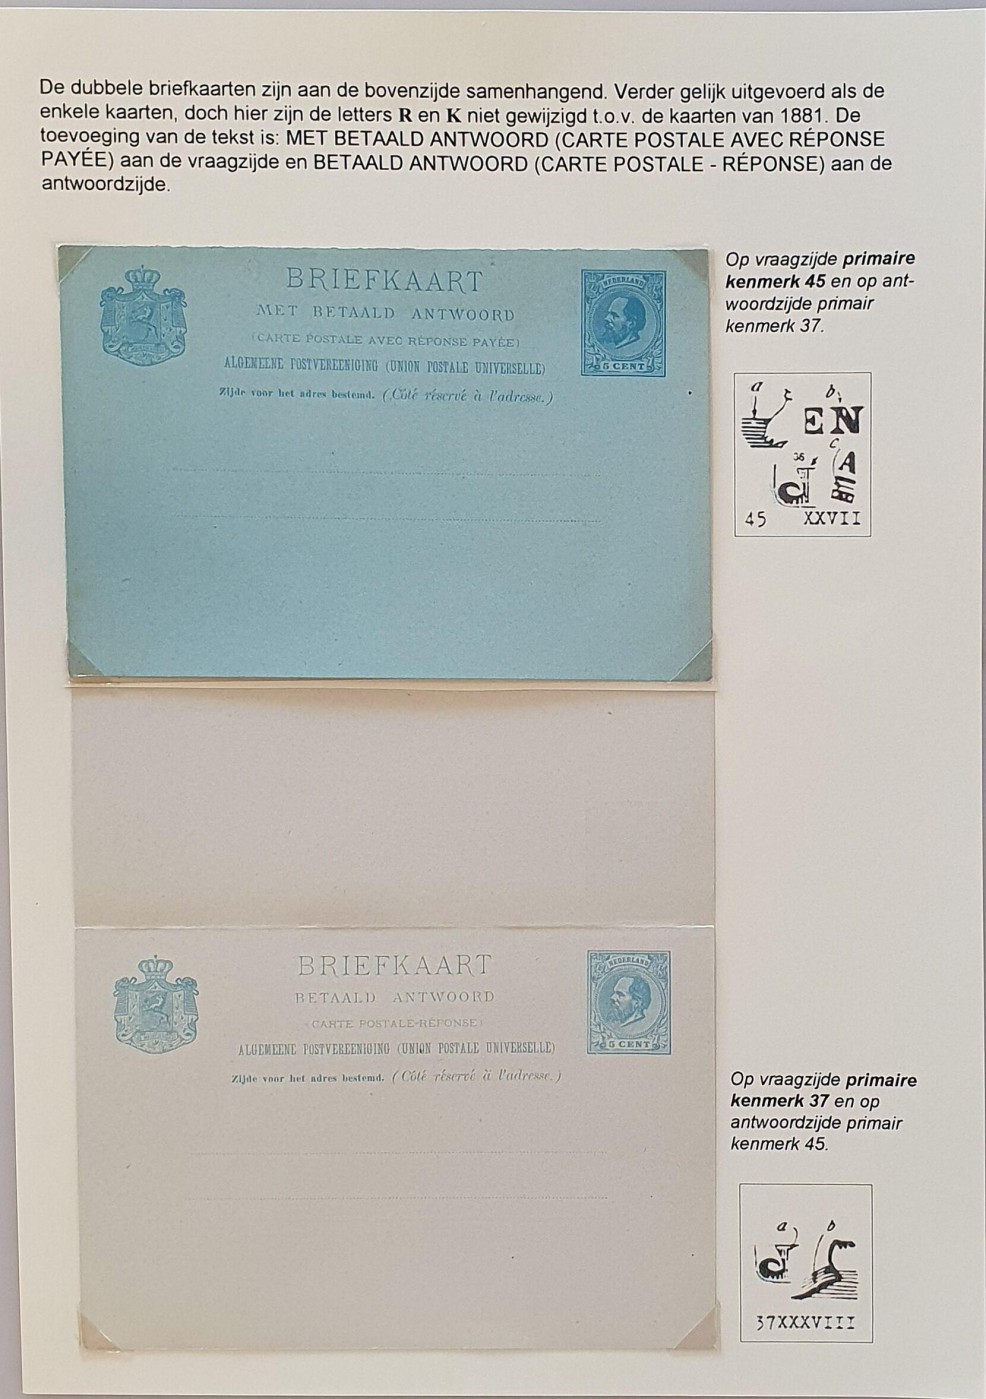 De dubbele briefkaarten zijn aan de bovenzijde samenhangend. Verder gelijk uitgevoerd als de
enkele kaarten, doch hier zijn de letters R en K niet gewijzigd t.o.v. de kaarten van 1881. De
toevoeging van de tekst is: MET BETAALD ANTWOORD (CARTE POSTALE AVEC RÉPONSE
PAYÉE) aan de vraagzijde en BETAALD ANTWOORD (CARTE POSTALE - RÉPONSE) aan de
antwoordzijde.
BRIEFKAART
MET BETAALD ANTWOORD
(CARTE POSTALE AVEC RÉPONSE PAYÉE)
ALGEMEENE POSTVEREENIGING (UNION POSTALE UNIVERSELLE)
Zijde voor het adres bestemd. (Côté réservé à l'adresse.)
NEDERLAND
5 CENT
Op vraagzijde primaire
kenmerk 45 en op ant-
woordzijde primair
kenmerk 37.
a b
EN
c
36 A
45 XXVII
BRIEFKAART
BETAALD ANTWOORD
(CARTE POSTALE-RÉPONSE)
ALGEMEENE POSTVEREENIGING (UNION POSTALE UNIVERSELLE)
Zijde voor het adres bestemd. (Côté réservé à l'adresse.)
NEDERLAND
5 CENT
Op vraagzijde primaire
kenmerk 37 en op
antwoordzijde primair
kenmerk 45.
a b
37XXXVIII